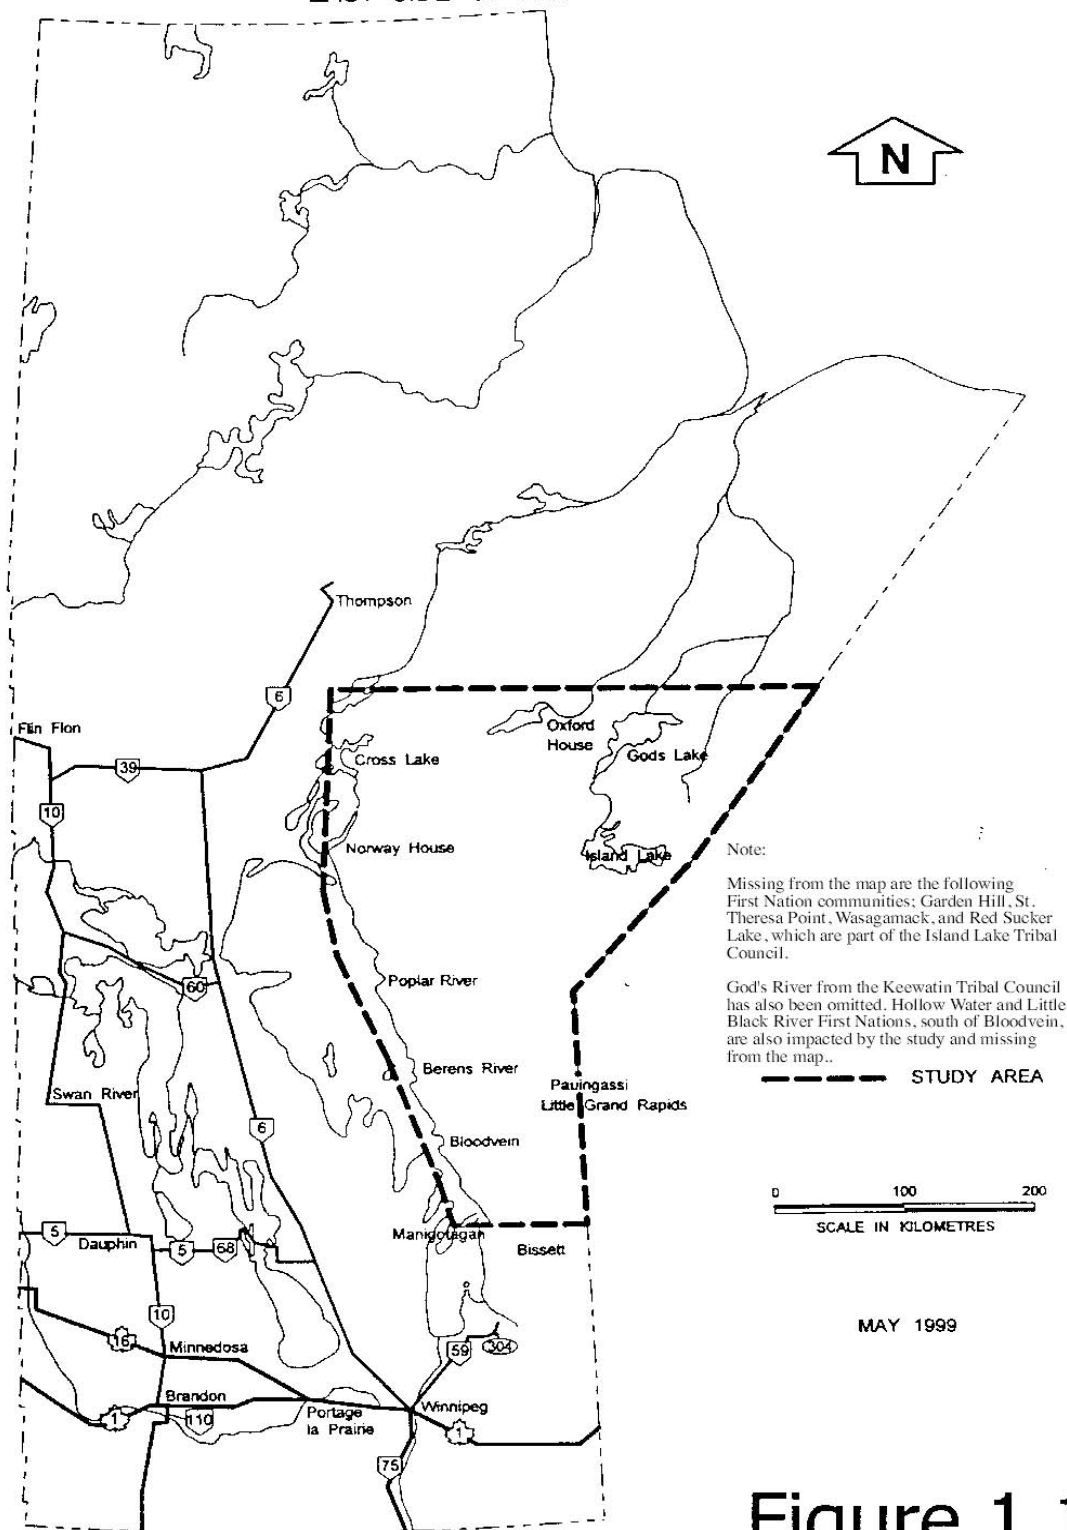 N
Thompson
6
Flin Flon
39
10
Oxford
House
Cross Lake
Gods Lake
Norway House
Island Lake
Note:
Missing from the map are the following
First Nation communities; Garden Hill, St.
Theresa Point, Wasagamack, and Red Sucker
Lake, which are part of the Island Lake Tribal
Council.
God's River from the Keewatin Tribal Council
has also been omitted. Hollow Water and Little
Black River First Nations, south of Bloodvein,
are also impacted by the study and missing
from the map..
STUDY AREA
60
Poplar River
Berens River
Pauingassi
Little Grand Rapids
Swan River
6
Bloodvein
0 100 200
SCALE IN KILOMETRES
5
Dauphin
5
68
Manigotagan
Bissett
10
16
Minnedosa
59
304
MAY 1999
Brandon
1
110
Portage
la Prairie
Winnipeg
1
75
Figure 1.